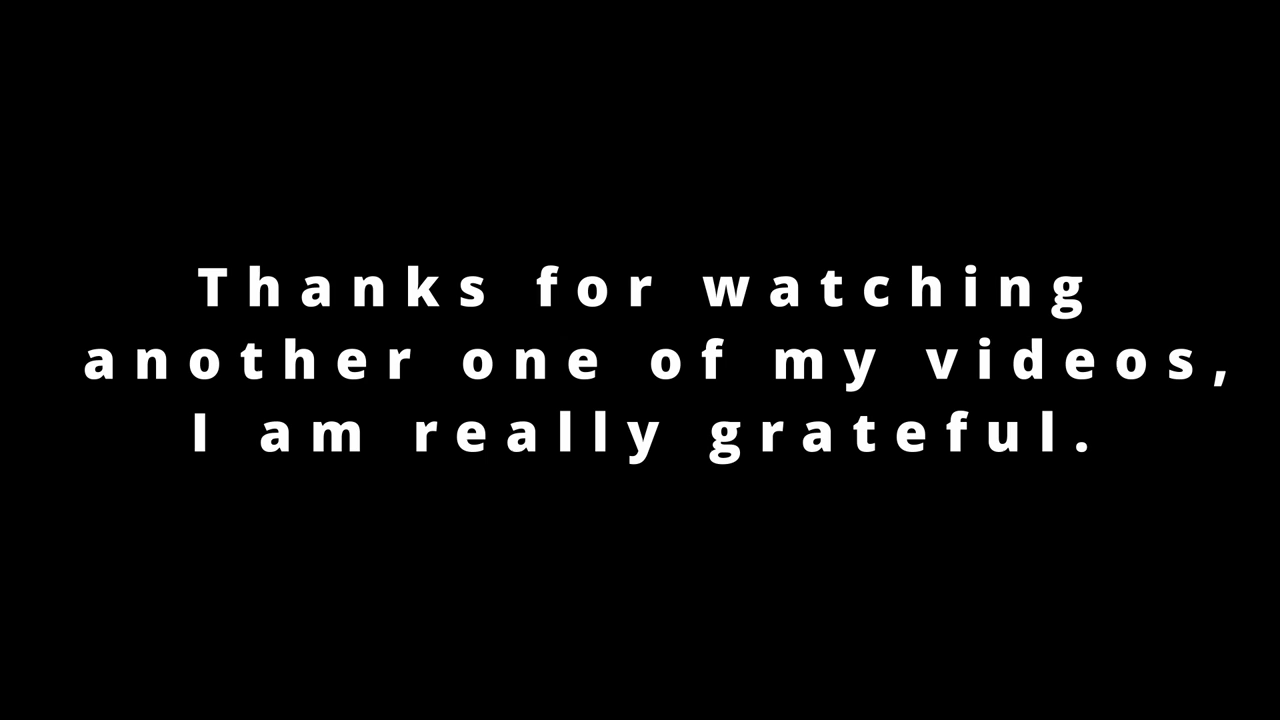 Thanks for watching
another one of my videos,
I am really grateful.